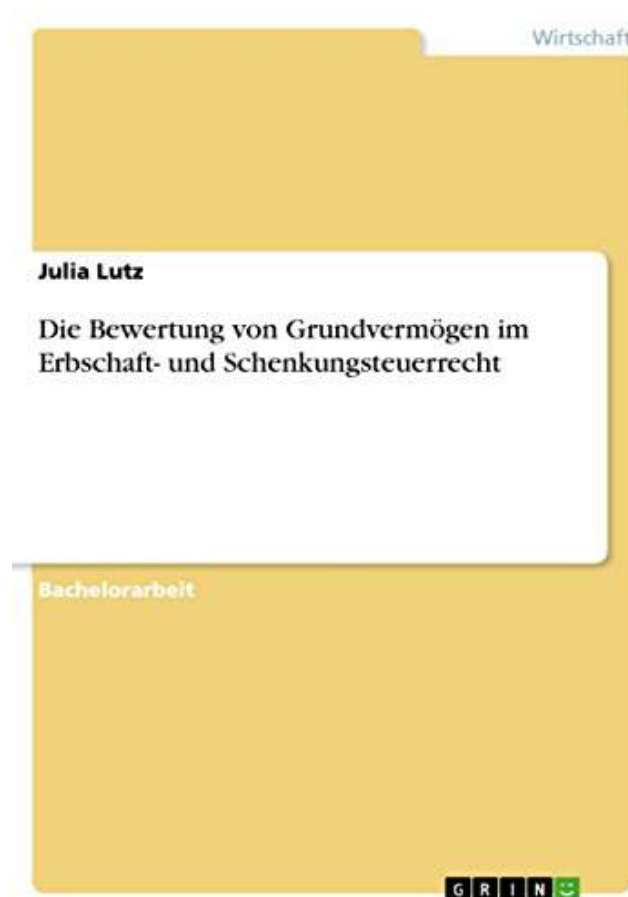 Wirtschaft
Julia Lutz
Die Bewertung von Grundvermögen im
Erbschaft- und Schenkungsteuerrecht
Bachelorarbeit
GRIN